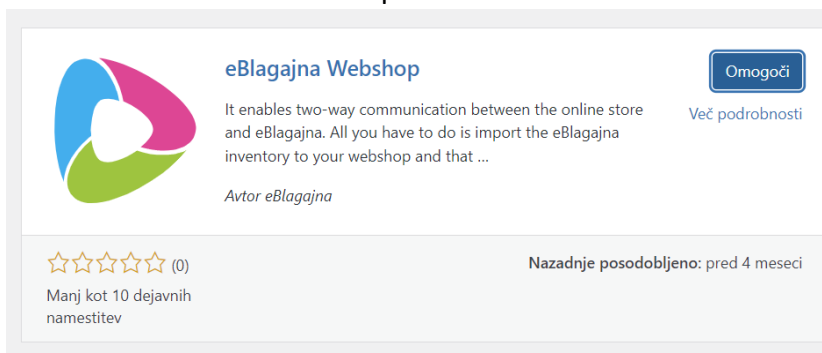 eBlagajna Webshop
Omogoči
It enables two-way communication between the online store
Več podrobnosti
and eBlagajna. All you have to do is import the eBlagajna
inventory to your webshop and that ...
Avtor eBlagajna
(0)
Nazadnje posodobljeno: pred 4 meseci
Manj kot 10 dejavnih
namestitev